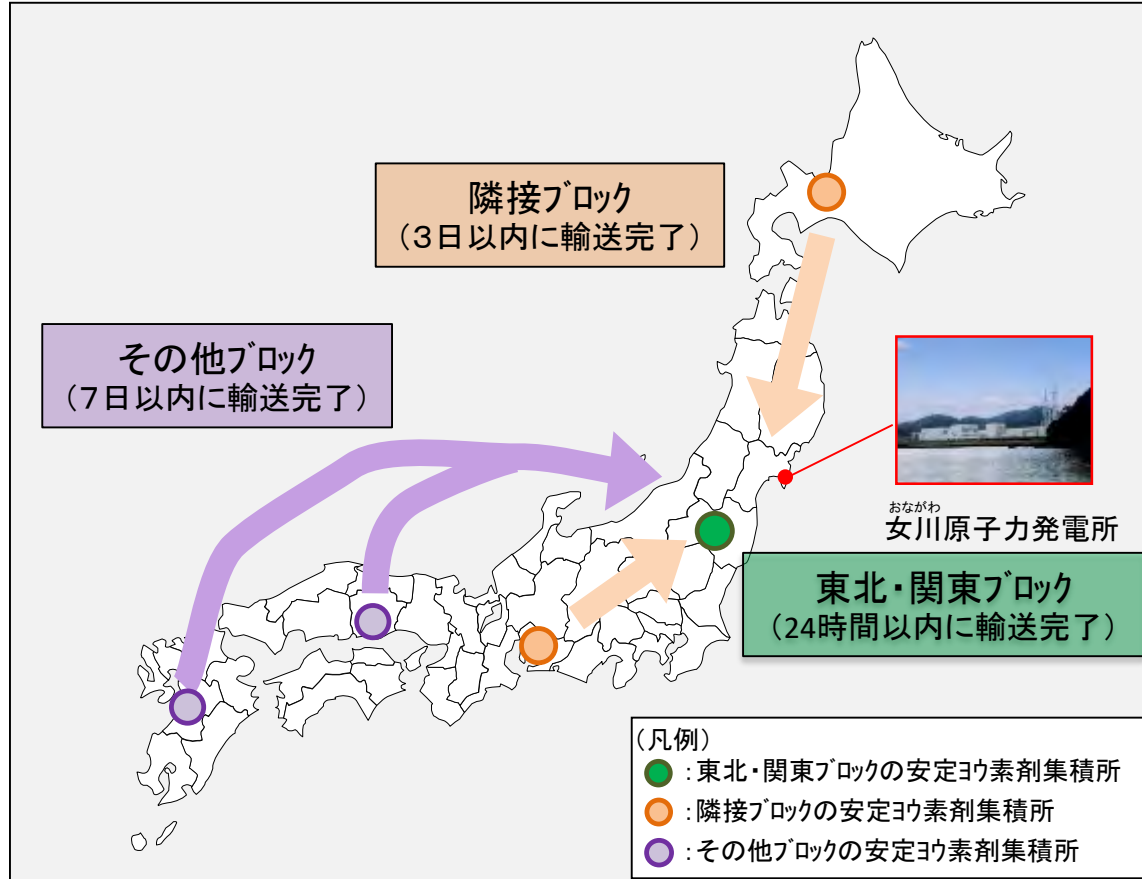 隣接ﾌﾞﾛｯｸ
（３日以内に輸送完了）
その他ﾌﾞﾛｯｸ
（７日以内に輸送完了）
おながわ
女川原子力発電所
東北・関東ﾌﾞﾛｯｸ
（24時間以内に輸送完了）
（凡例）
：東北・関東ﾌﾞﾛｯｸの安定ﾖｳ素剤集積所
：隣接ﾌﾞﾛｯｸの安定ﾖｳ素剤集積所
：その他ﾌﾞﾛｯｸの安定ﾖｳ素剤集積所